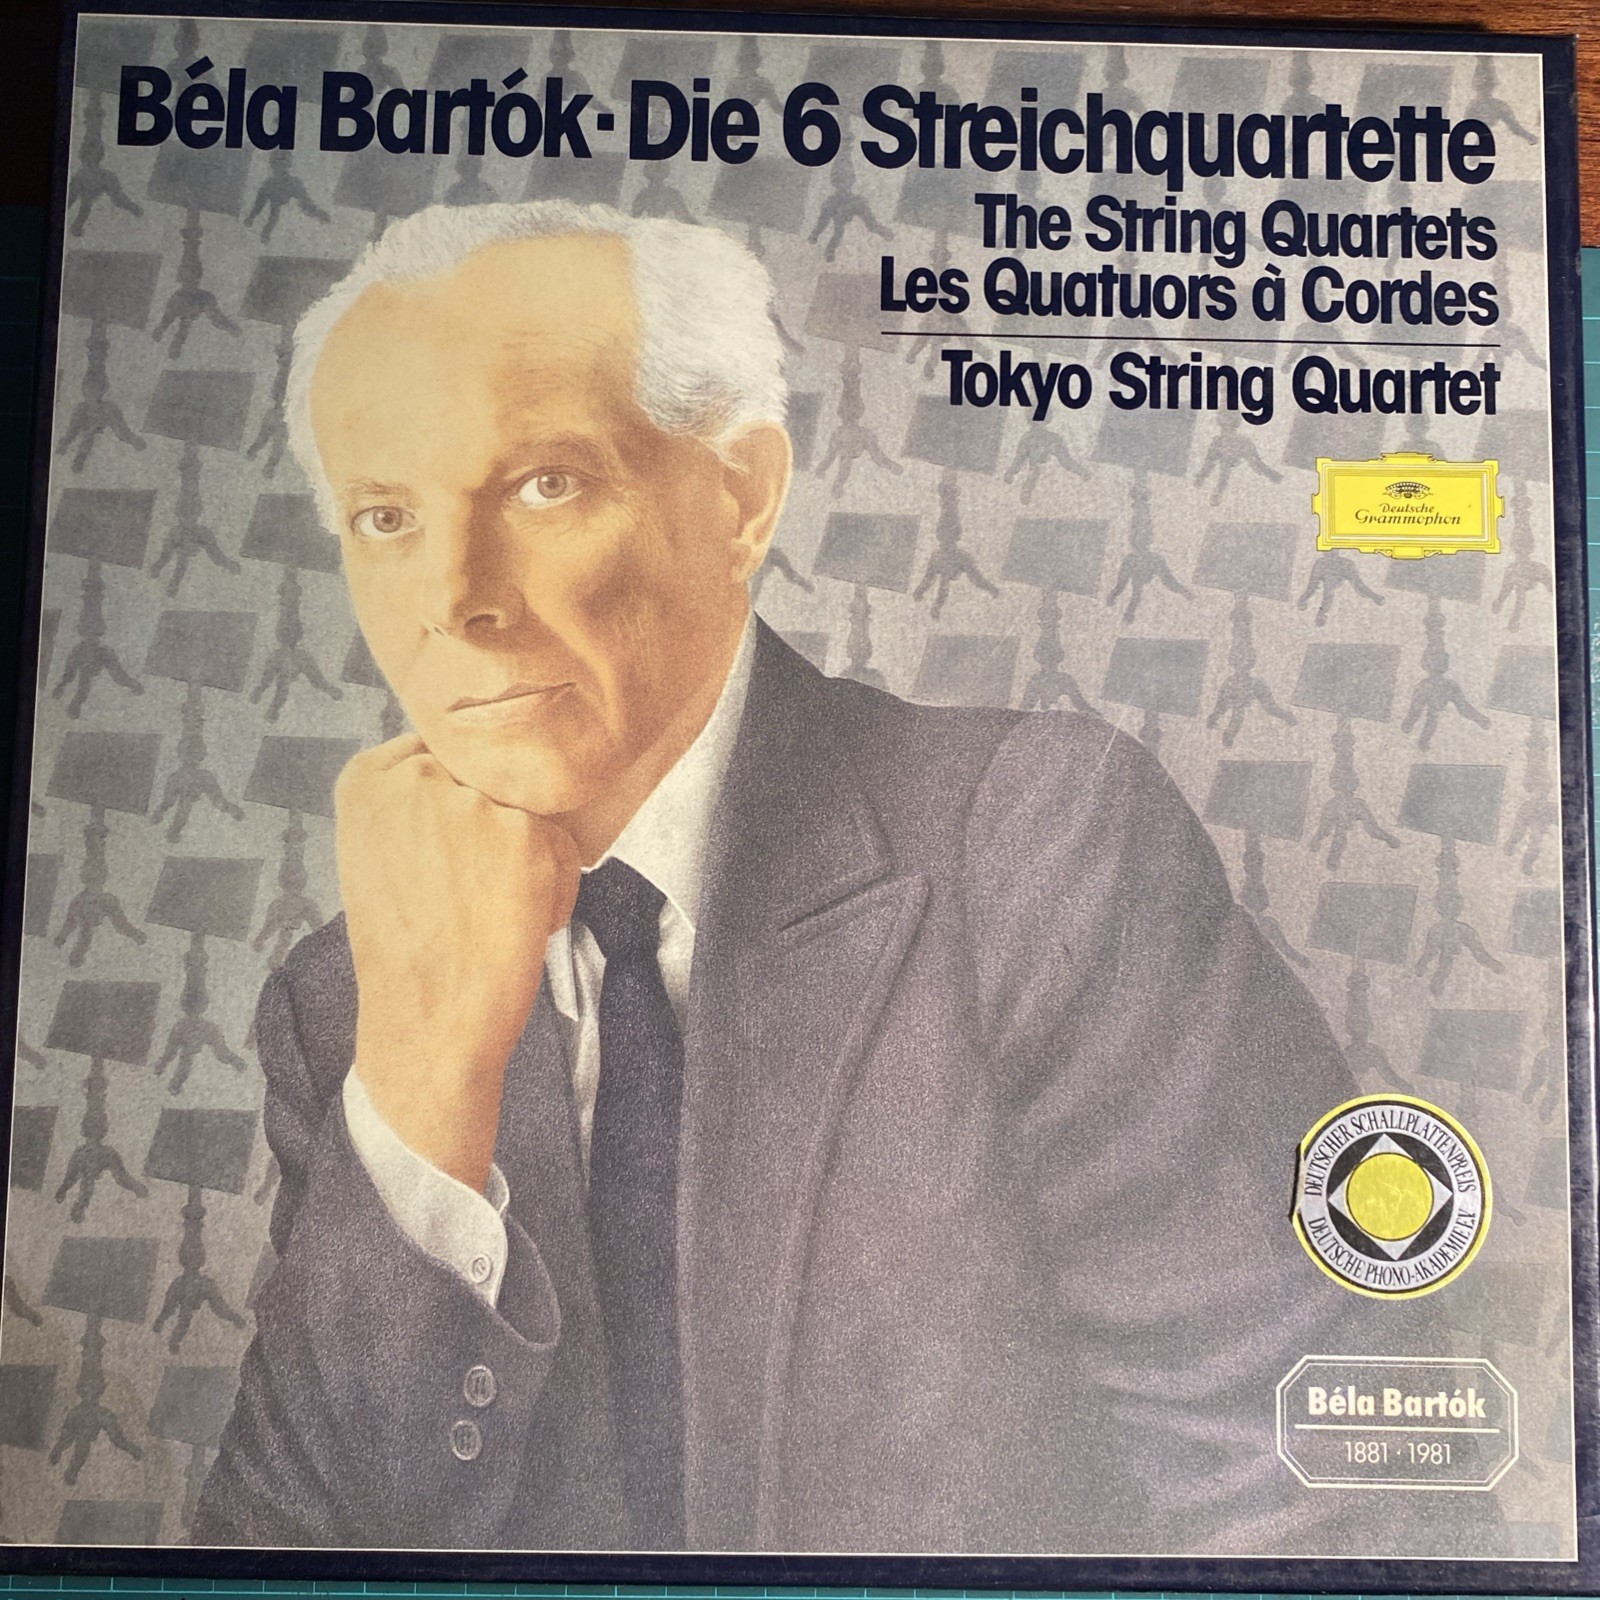 Béla Bartók · Die 6 Streichquartette
The String Quartets
Les Quatuors à Cordes
Tokyo String Quartet
Deutsche
Grammophon
DEUTSCHER SCHALLPLATTENPREIS
DEUTSCHE PHONO-AKADEMIE E.V.
Béla Bartók
1881 · 1981